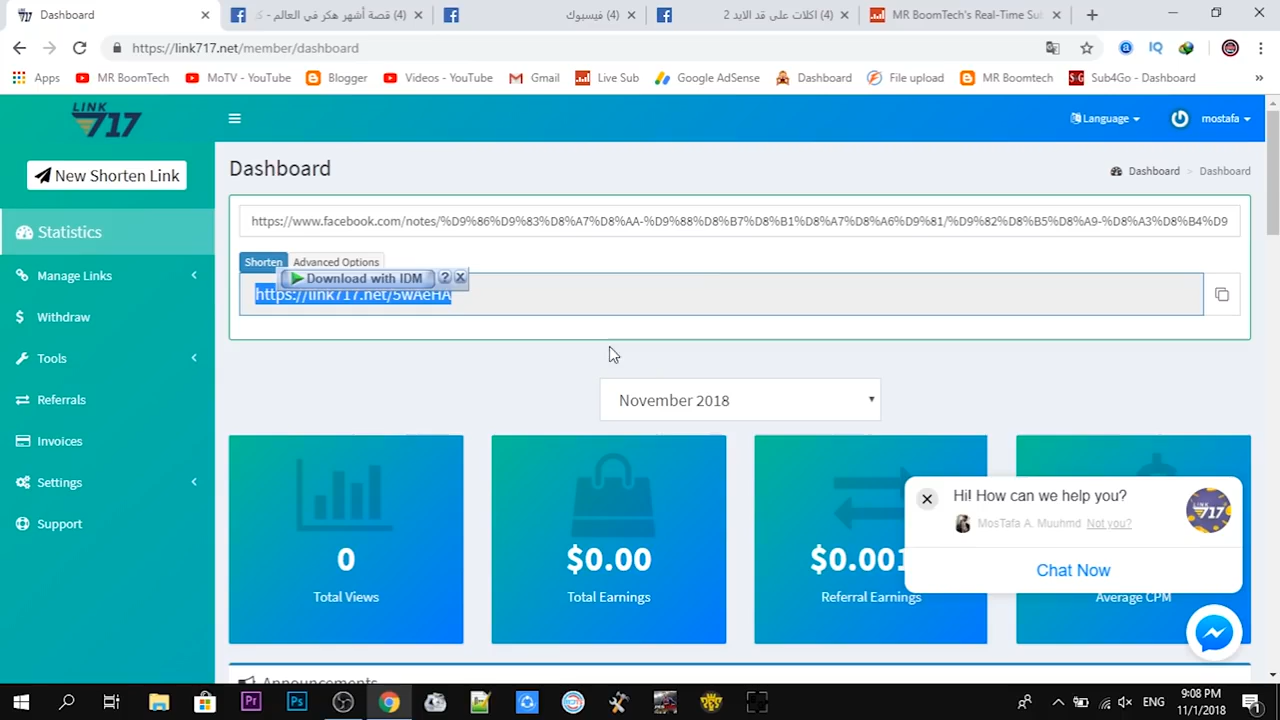 Dashboard
(4) قصة أشهر هكر في العالم - كـ
(4) فيسبوك
(4) اكلات على قد الايد 2
MR BoomTech's Real-Time Sub
https://link717.net/member/dashboard
Apps
MR BoomTech
MoTV - YouTube
Blogger
Videos - YouTube
Gmail
Live Sub
Google AdSense
Dashboard
File upload
MR Boomtech
Sub4Go - Dashboard
LINK
717
Language
mostafa
New Shorten Link
Dashboard
Dashboard > Dashboard
https://www.facebook.com/notes/%D9%86%D9%83%D8%A7%D8%AA-%D9%88%D8%B7%D8%B1%D8%A7%D8%A6%D9%81/%D9%82%D8%B5%D8%A9-%D8%A3%D8%B4%D9
Statistics
Shorten
Advanced Options
Download with IDM
https://link717.net/5wAeHA
Manage Links
Withdraw
Tools
Referrals
Invoices
Settings
Support
November 2018
0
Total Views
$0.00
Total Earnings
$0.001
Referral Earnings
Average CPM
Hi! How can we help you?
MosTafa A. Muuhmd Not you?
Chat Now
Announcements
ENG
9:08 PM
11/1/2018